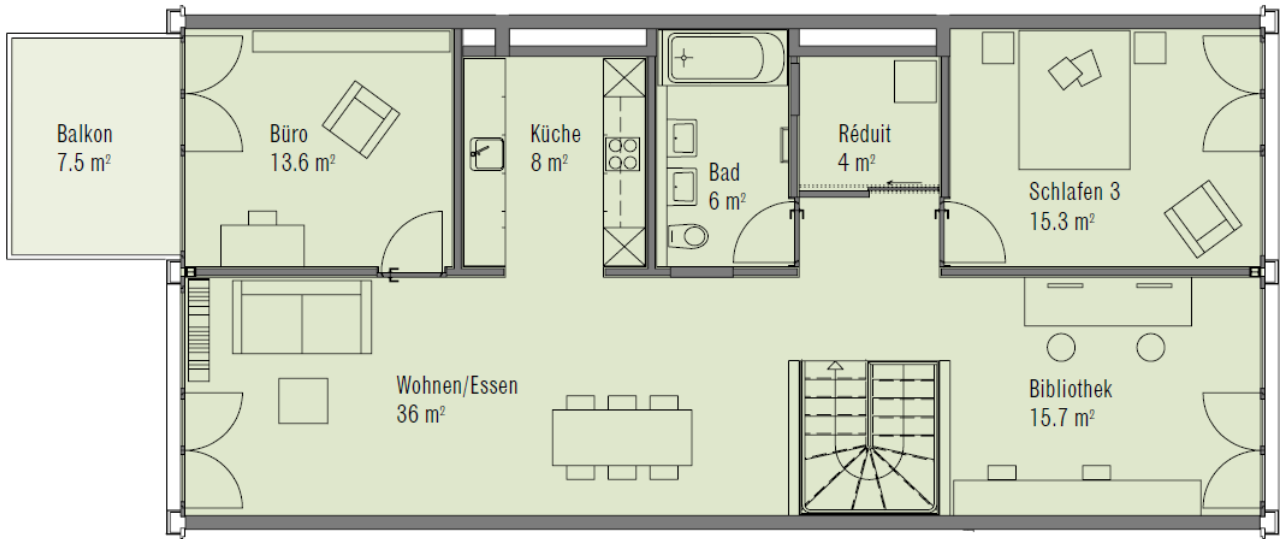 Balkon
7.5 m²
Büro
13.6 m²
Küche
8 m²
Bad
6 m²
Réduit
4 m²
Schlafen 3
15.3 m²
Wohnen/Essen
36 m²
Bibliothek
15.7 m²